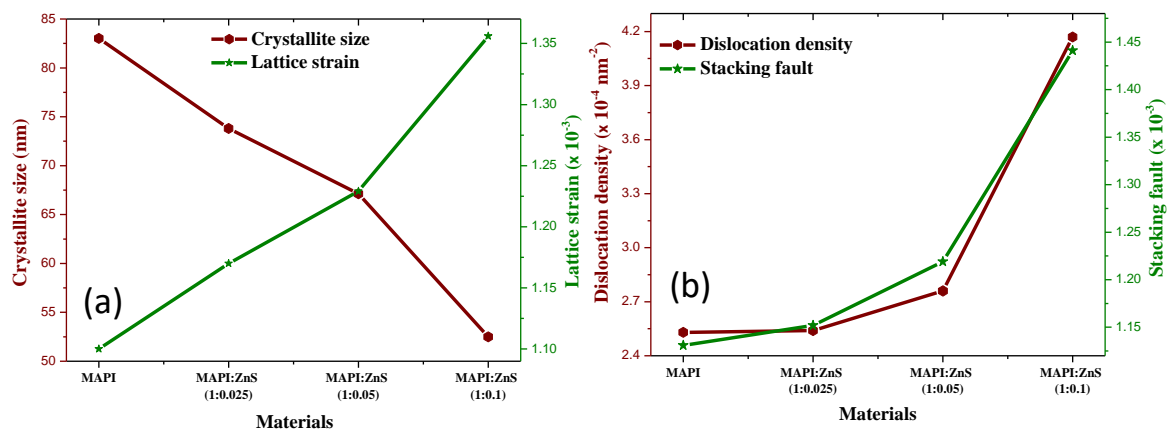 85
80
75
70
65
60
55
50
Crystallite size (nm)
Crystallite size
Lattice strain
(a)
1.35
1.30
1.25
1.20
1.15
1.10
Lattice strain (x 10⁻³)
MAPI
MAPI:ZnS
(1:0.025)
MAPI:ZnS
(1:0.05)
MAPI:ZnS
(1:0.1)
Materials
4.2
3.9
3.6
3.3
3.0
2.7
2.4
Dislocation density (x 10⁻⁴ nm⁻²)
Dislocation density
Stacking fault
(b)
1.45
1.40
1.35
1.30
1.25
1.20
1.15
Stacking fault (x 10⁻³)
MAPI
MAPI:ZnS
(1:0.025)
MAPI:ZnS
(1:0.05)
MAPI:ZnS
(1:0.1)
Materials